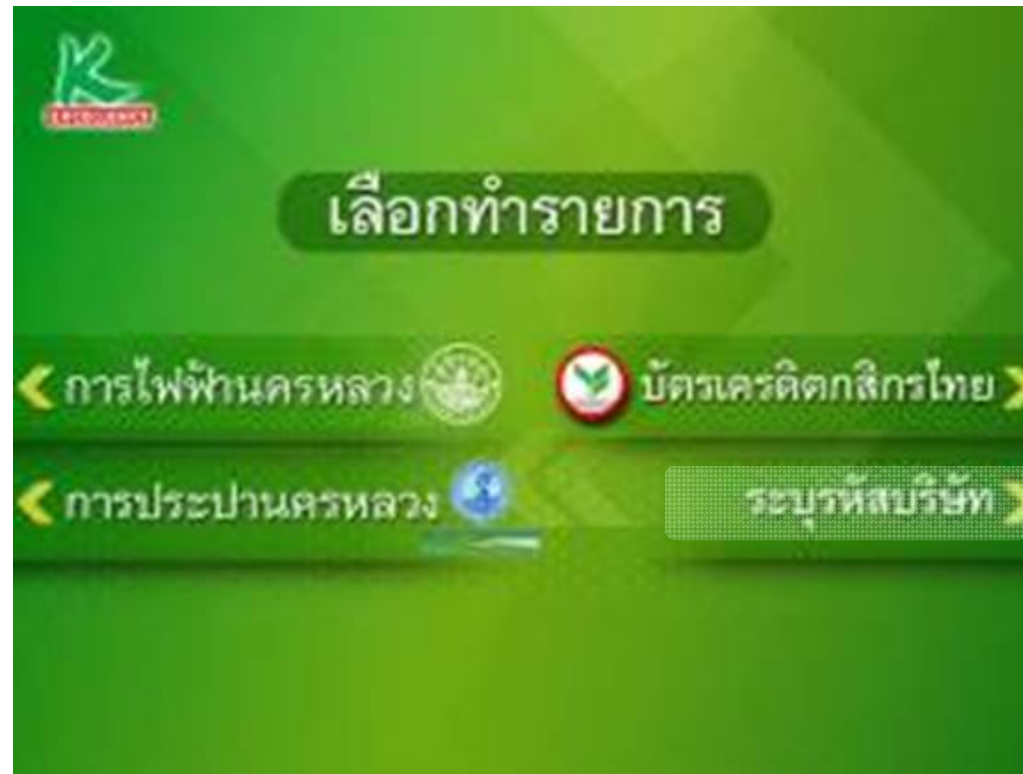 K
EXCELLENCE
เลือกทำรายการ
การไฟฟ้านครหลวง
บัตรเครดิตกสิกรไทย
การประปานครหลวง
ระบุรหัสบริษัท